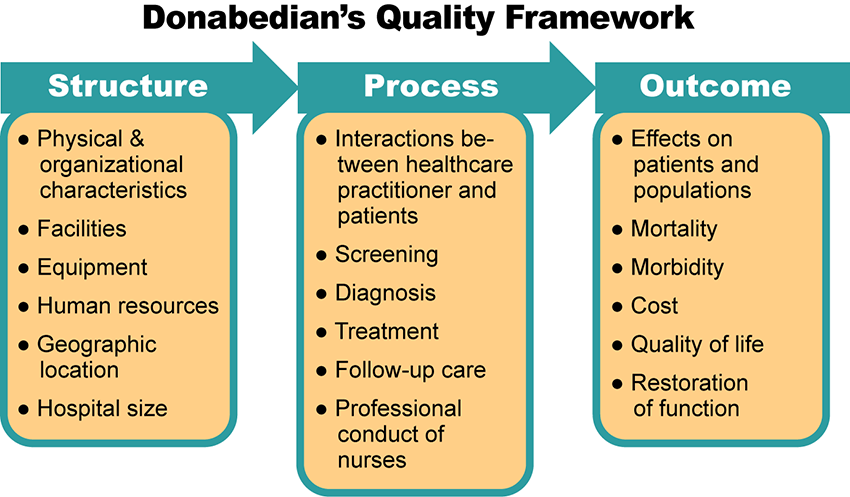 Donabedian's Quality Framework
Structure
● Physical &
organizational
characteristics
● Facilities
● Equipment
● Human resources
● Geographic
location
● Hospital size
Process
● Interactions be-
tween healthcare
practitioner and
patients
● Screening
● Diagnosis
● Treatment
● Follow-up care
● Professional
conduct of
nurses
Outcome
● Effects on
patients and
populations
● Mortality
● Morbidity
● Cost
● Quality of life
● Restoration
of function